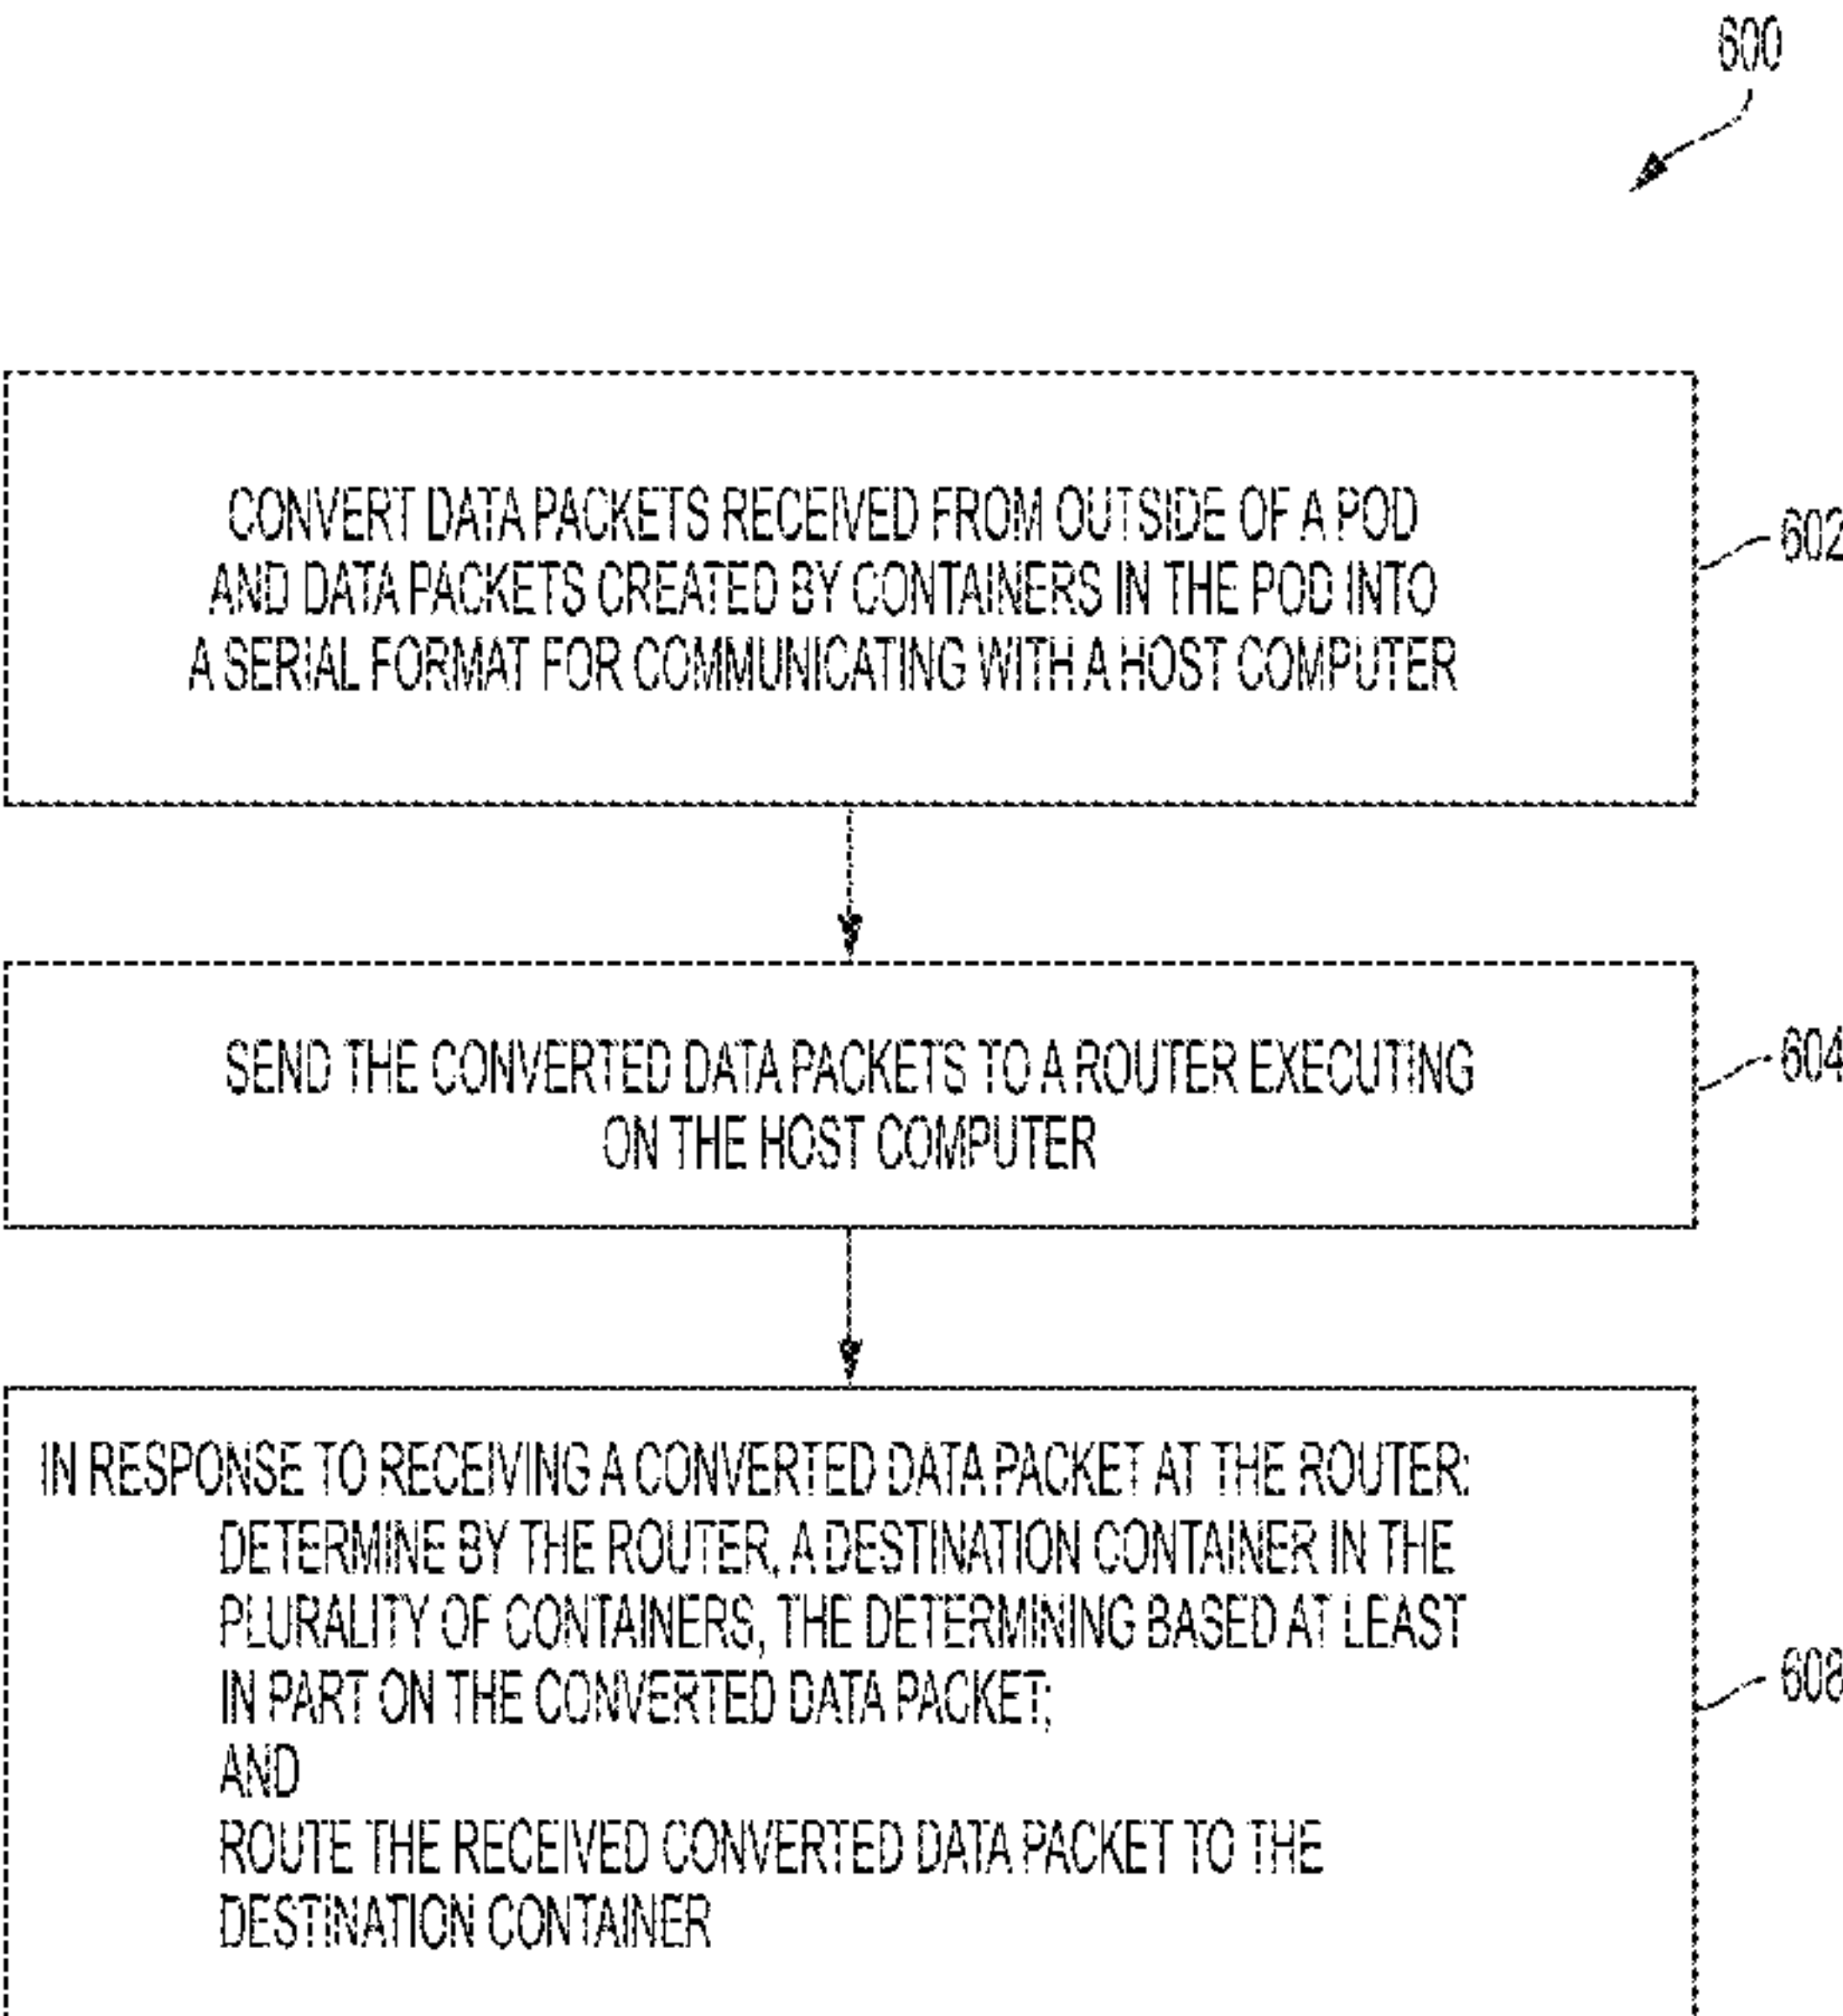 600
CONVERT DATA PACKETS RECEIVED FROM OUTSIDE OF A POD
AND DATA PACKETS CREATED BY CONTAINERS IN THE POD INTO
A SERIAL FORMAT FOR COMMUNICATING WITH A HOST COMPUTER
602
SEND THE CONVERTED DATA PACKETS TO A ROUTER EXECUTING
ON THE HOST COMPUTER
604
IN RESPONSE TO RECEIVING A CONVERTED DATA PACKET AT THE ROUTER:
DETERMINE BY THE ROUTER, A DESTINATION CONTAINER IN THE
PLURALITY OF CONTAINERS, THE DETERMINING BASED AT LEAST
IN PART ON THE CONVERTED DATA PACKET;
AND
ROUTE THE RECEIVED CONVERTED DATA PACKET TO THE
DESTINATION CONTAINER
608